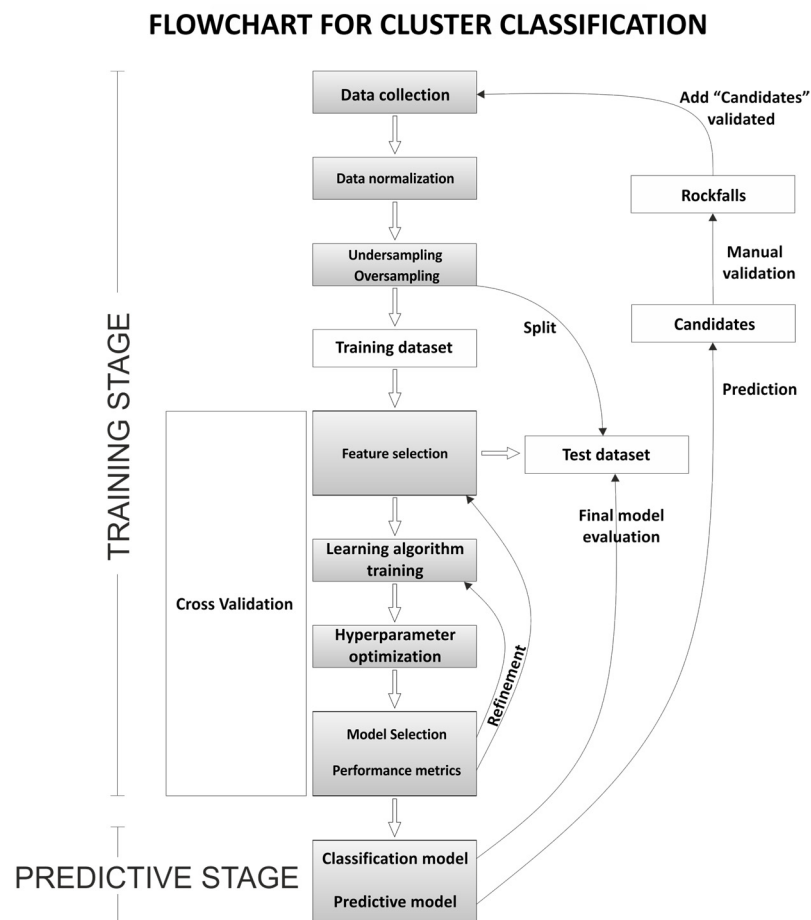 FLOWCHART FOR CLUSTER CLASSIFICATION
Data collection
Add “Candidates”
validated
Data normalization
Rockfalls
Undersampling
Oversampling
Manual
validation
Split
Candidates
Training dataset
Prediction
TRAINING STAGE
Feature selection
Test dataset
Final model
evaluation
Learning algorithm
training
Cross Validation
Hyperparameter
optimization
Refinement
Model Selection
Performance metrics
PREDICTIVE STAGE
Classification model
Predictive model